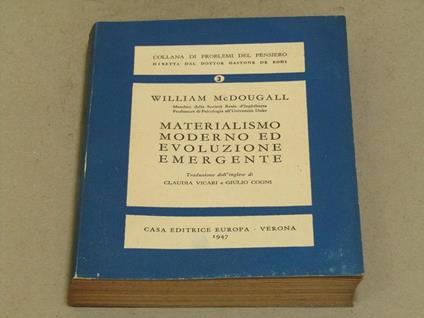 COLLANA DI PROBLEMI DEL PENSIERO
DIRETTA DAL DOTTOR GASTONE DE BONI
3
WILLIAM McDOUGALL
Membro della Società Reale d'Inghilterra
Professore di Psicologia all'Università Duke
MATERIALISMO
MODERNO ED
EVOLUZIONE
EMERGENTE
Traduzione dall'inglese di
CLAUDIA VICARI e GIULIO COGNI
CASA EDITRICE EUROPA - VERONA
1947